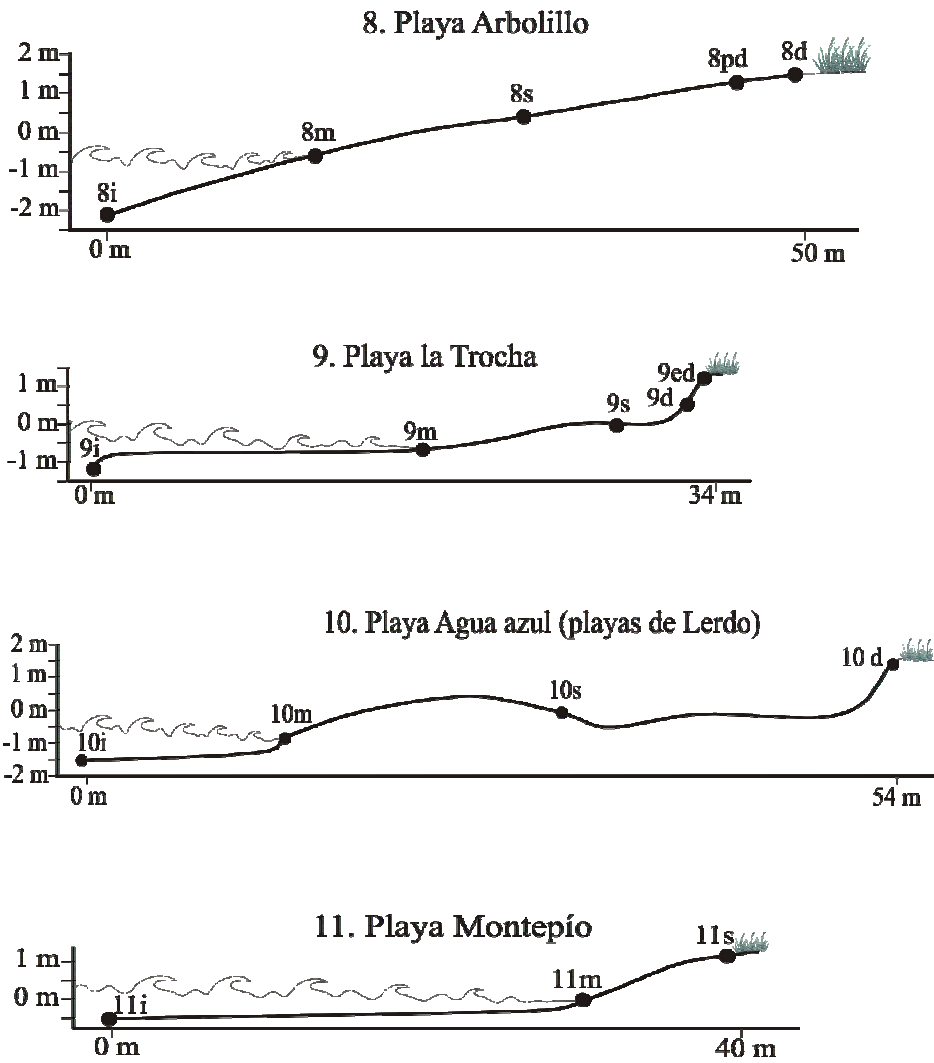 8. Playa Arbolillo
2 m
1 m
0 m
-1 m
-2 m
8i
8m
8s
8pd
8d
0 m
50 m
9. Playa la Trocha
1 m
0 m
-1 m
9i
9m
9s
9d
9ed
0 m
34 m
10. Playa Agua azul (playas de Lerdo)
2 m
1 m
0 m
-1 m
-2 m
10i
10m
10s
10 d
0 m
54 m
11. Playa Montepío
1 m
0 m
11i
11m
11s
0 m
40 m